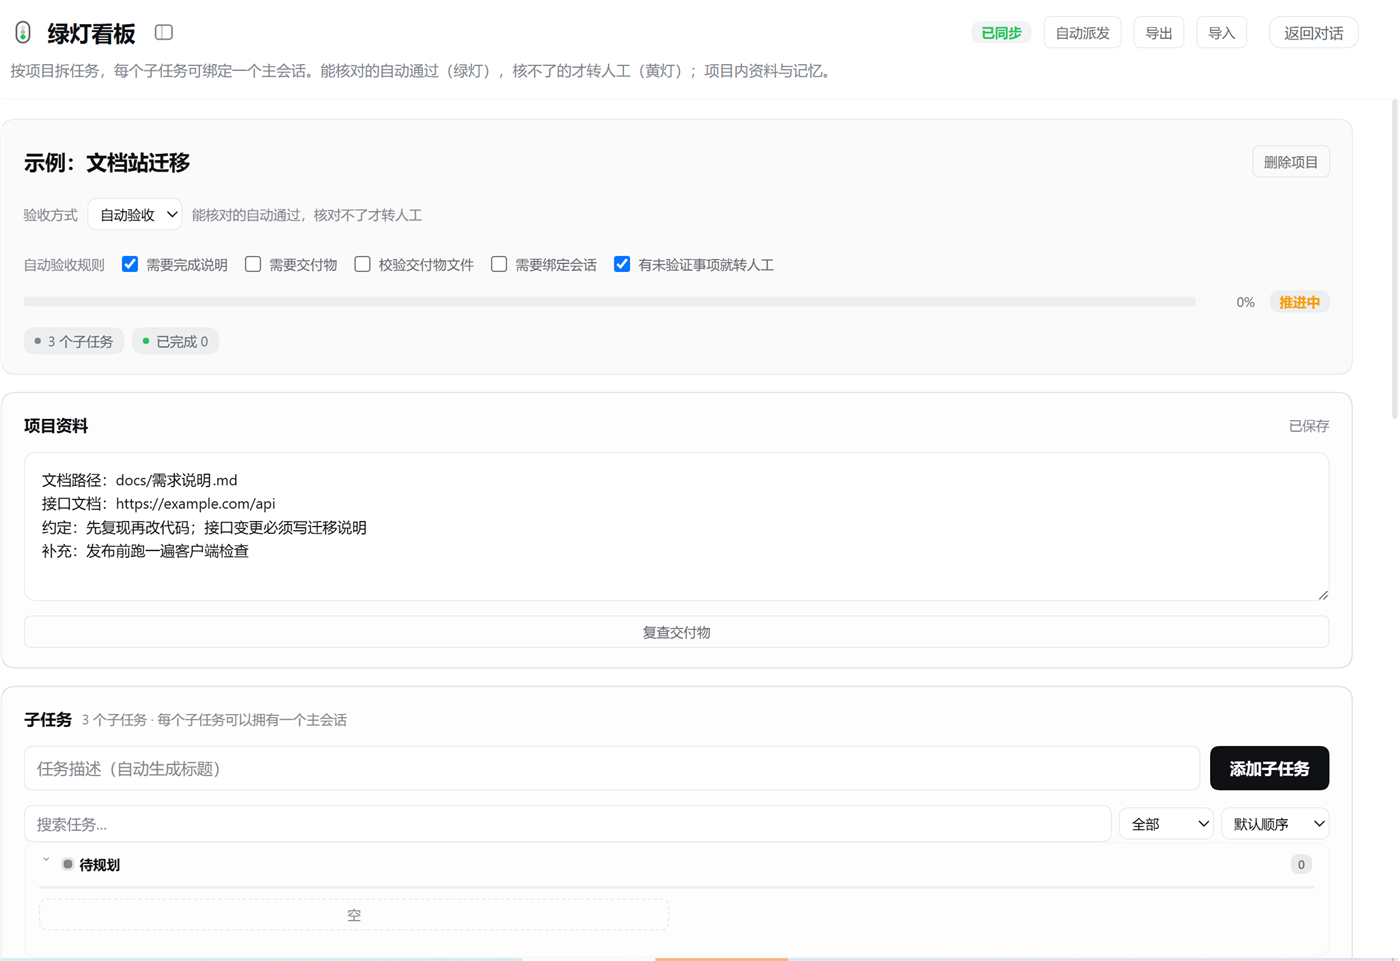 绿灯看板
已同步 自动派发 导出 导入 返回对话
按项目拆任务，每个子任务可绑定一个主会话。能核对的自动通过（绿灯），核不了的才转人工（黄灯）；项目内资料与记忆。
示例：文档站迁移 删除项目
验收方式 自动验收 能核对的自动通过，核对不了才转人工
自动验收规则 需要完成说明 需要交付物 校验交付物文件 需要绑定会话 有未验证事项就转人工
0% 推进中
3 个子任务 已完成 0
项目资料 已保存
文档路径：docs/需求说明.md
接口文档：https://example.com/api
约定：先复现再改代码；接口变更必须写迁移说明
补充：发布前跑一遍客户端检查
复查交付物
子任务 3 个子任务 · 每个子任务可以拥有一个主会话
任务描述（自动生成标题） 添加子任务
搜索任务... 全部 默认顺序
待规划 0
空